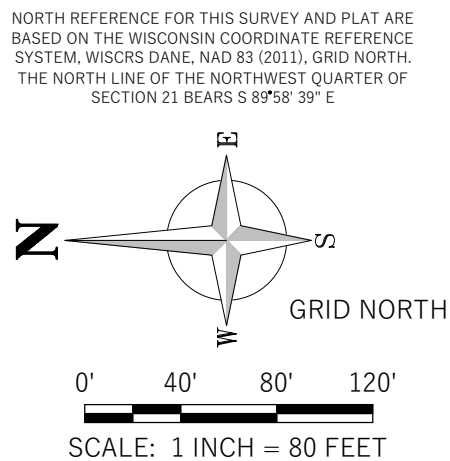 NORTH REFERENCE FOR THIS SURVEY AND PLAT ARE
BASED ON THE WISCONSIN COORDINATE REFERENCE
SYSTEM, WISCRS DANE, NAD 83 (2011), GRID NORTH.
THE NORTH LINE OF THE NORTHWEST QUARTER OF
SECTION 21 BEARS S 89°58' 39" E
E
N
S
W
GRID NORTH
0' 40' 80' 120'
SCALE: 1 INCH = 80 FEET